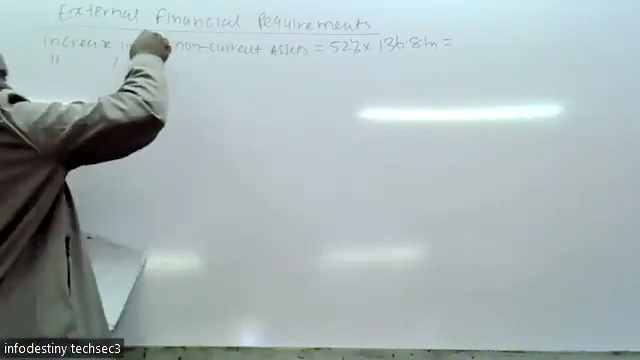 External Financial Requirements
increase non-current Assets = 52% x 136.8m =
"
infodestiny techsec3